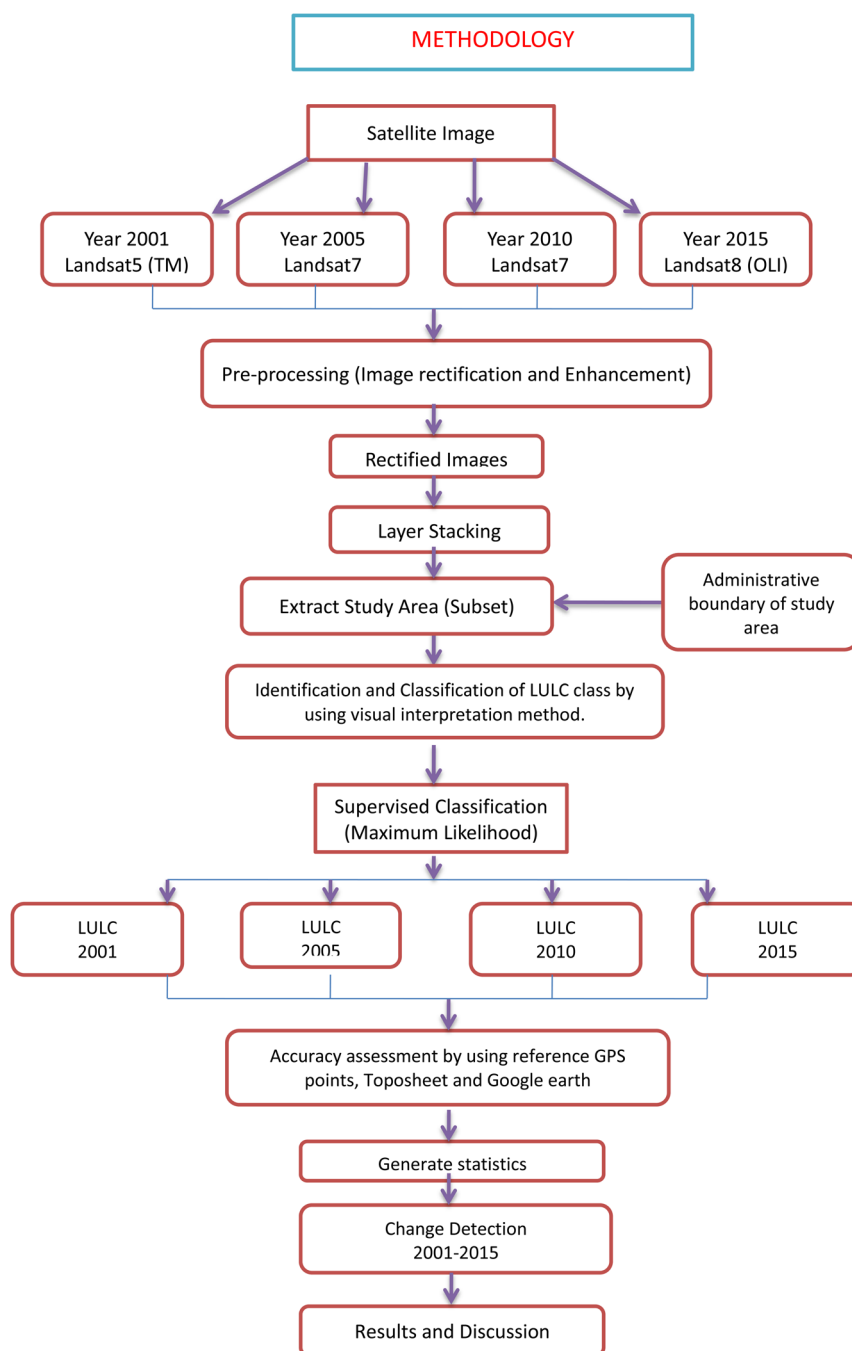 METHODOLOGY
Satellite Image
Year 2001
Landsat5 (TM)
Year 2005
Landsat7
Year 2010
Landsat7
Year 2015
Landsat8 (OLI)
Pre-processing (Image rectification and Enhancement)
Rectified Images
Layer Stacking
Extract Study Area (Subset)
Administrative
boundary of study
area
Identification and Classification of LULC class by
using visual interpretation method.
Supervised Classification
(Maximum Likelihood)
LULC
2001
LULC
2005
LULC
2010
LULC
2015
Accuracy assessment by using reference GPS
points, Toposheet and Google earth
Generate statistics
Change Detection
2001-2015
Results and Discussion